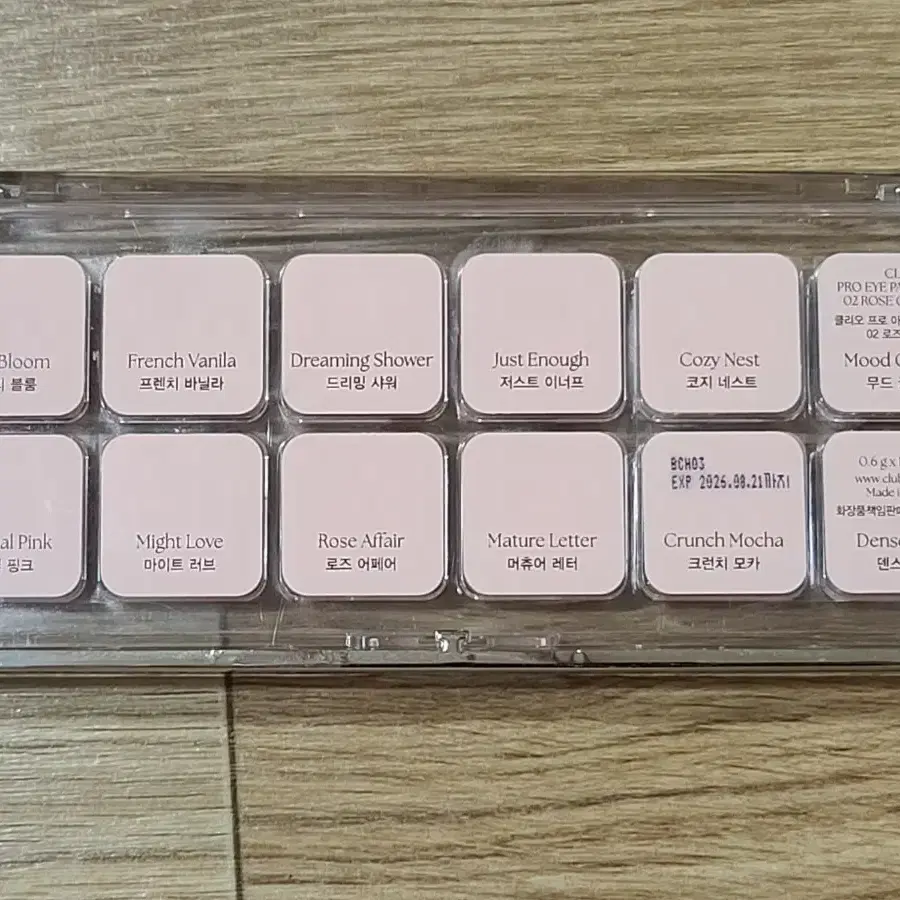 Bloom
블룸
French Vanila
프렌치 바닐라
Dreaming Shower
드리밍 샤워
Just Enough
저스트 이너프
Cozy Nest
코지 네스트
PRO EYE
02 ROSE
클리오 프로
02 로즈
Mood
무드
Pink
핑크
Might Love
마이트 러브
Rose Affair
로즈 어페어
Mature Letter
머츄어 레터
BCH03
EXP 2026.08.21까지
Crunch Mocha
크런치 모카
0.6 g x
www.club
Made
화장품책임판매
Dense
덴스